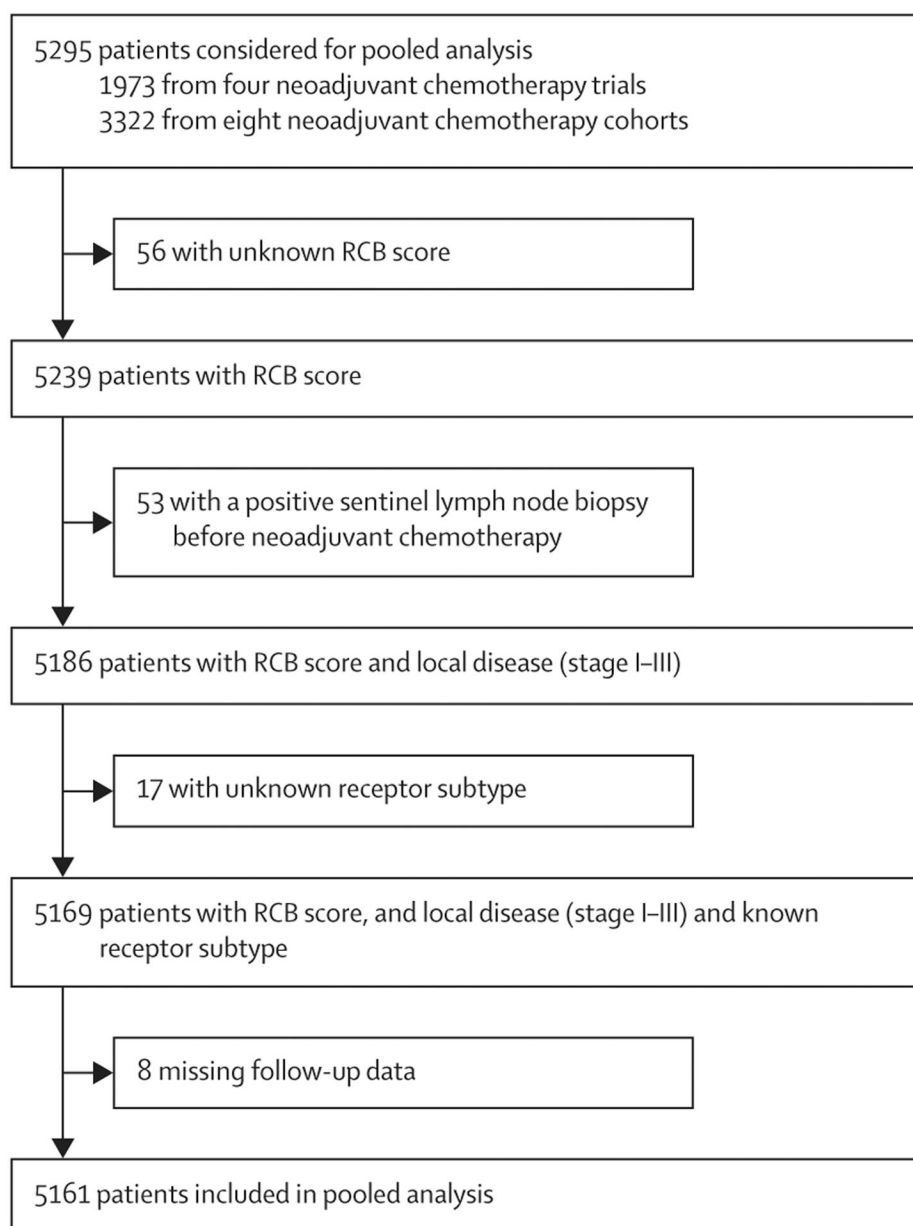 5295 patients considered for pooled analysis
1973 from four neoadjuvant chemotherapy trials
3322 from eight neoadjuvant chemotherapy cohorts
56 with unknown RCB score
5239 patients with RCB score
53 with a positive sentinel lymph node biopsy
before neoadjuvant chemotherapy
5186 patients with RCB score and local disease (stage I–III)
17 with unknown receptor subtype
5169 patients with RCB score, and local disease (stage I–III) and known
receptor subtype
8 missing follow-up data
5161 patients included in pooled analysis